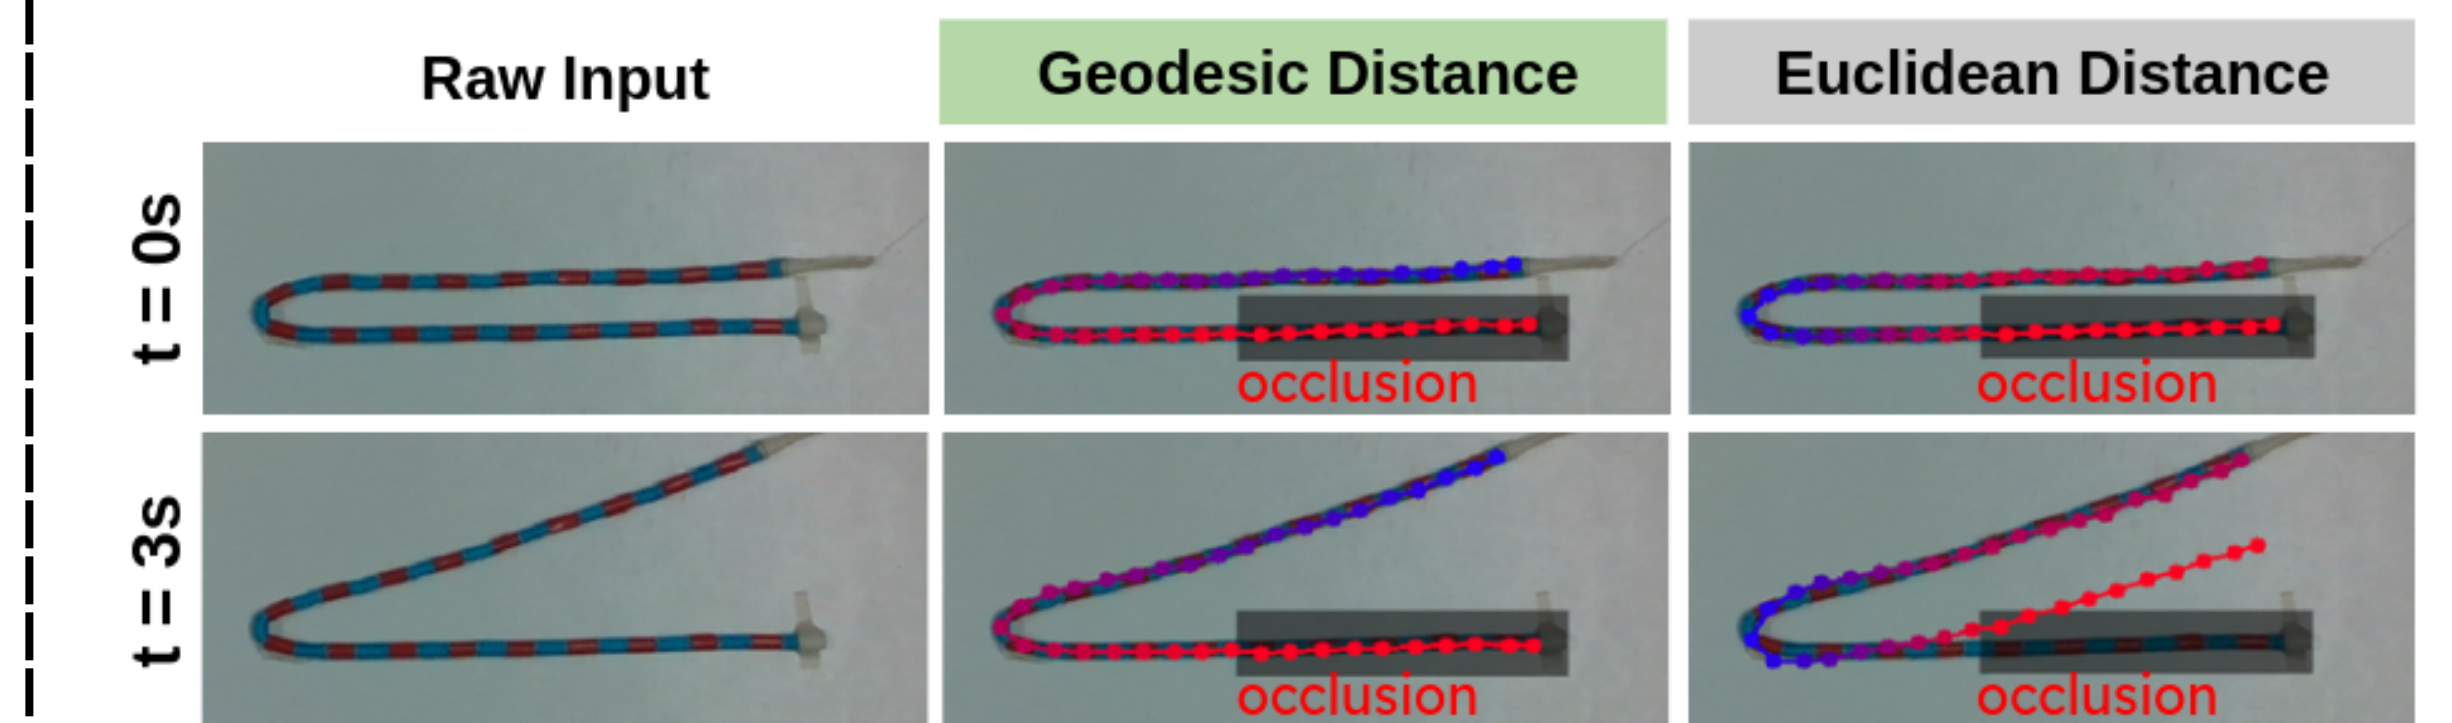 Raw Input
Geodesic Distance
Euclidean Distance
t = 0s
occlusion
occlusion
t = 3s
occlusion
occlusion